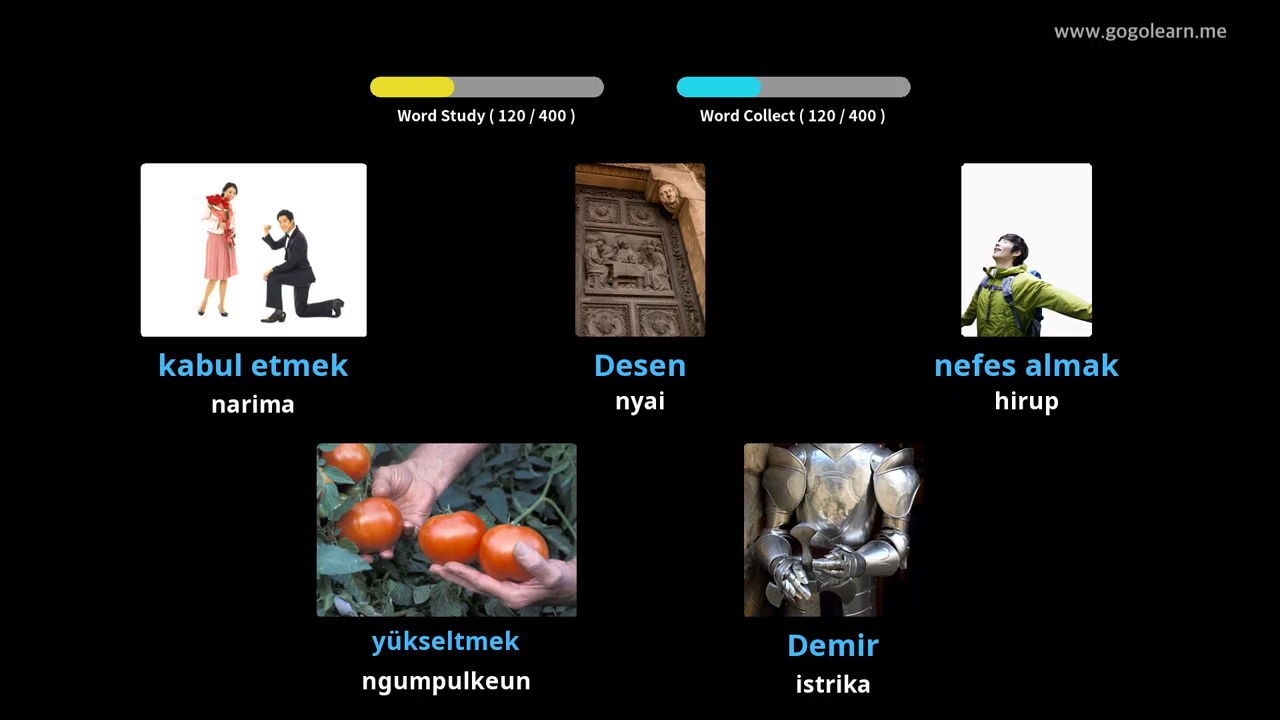 www.gogolearn.me
Word Study ( 120 / 400 )
Word Collect ( 120 / 400 )
kabul etmek
narima
Desen
nyai
nefes almak
hirup
yükseltmek
ngumpulkeun
Demir
istrika